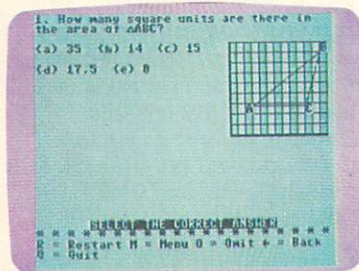 1. How many square units are there in
the area of △ABC?
(a) 35 (b) 14 (c) 15
(d) 17.5 (e) 8
B
A C
SELECT THE CORRECT ANSWER
* * * * * * * * * * * * * * * * * * * *
R = Restart M = Menu O = Omit ← = Back
Q = Quit